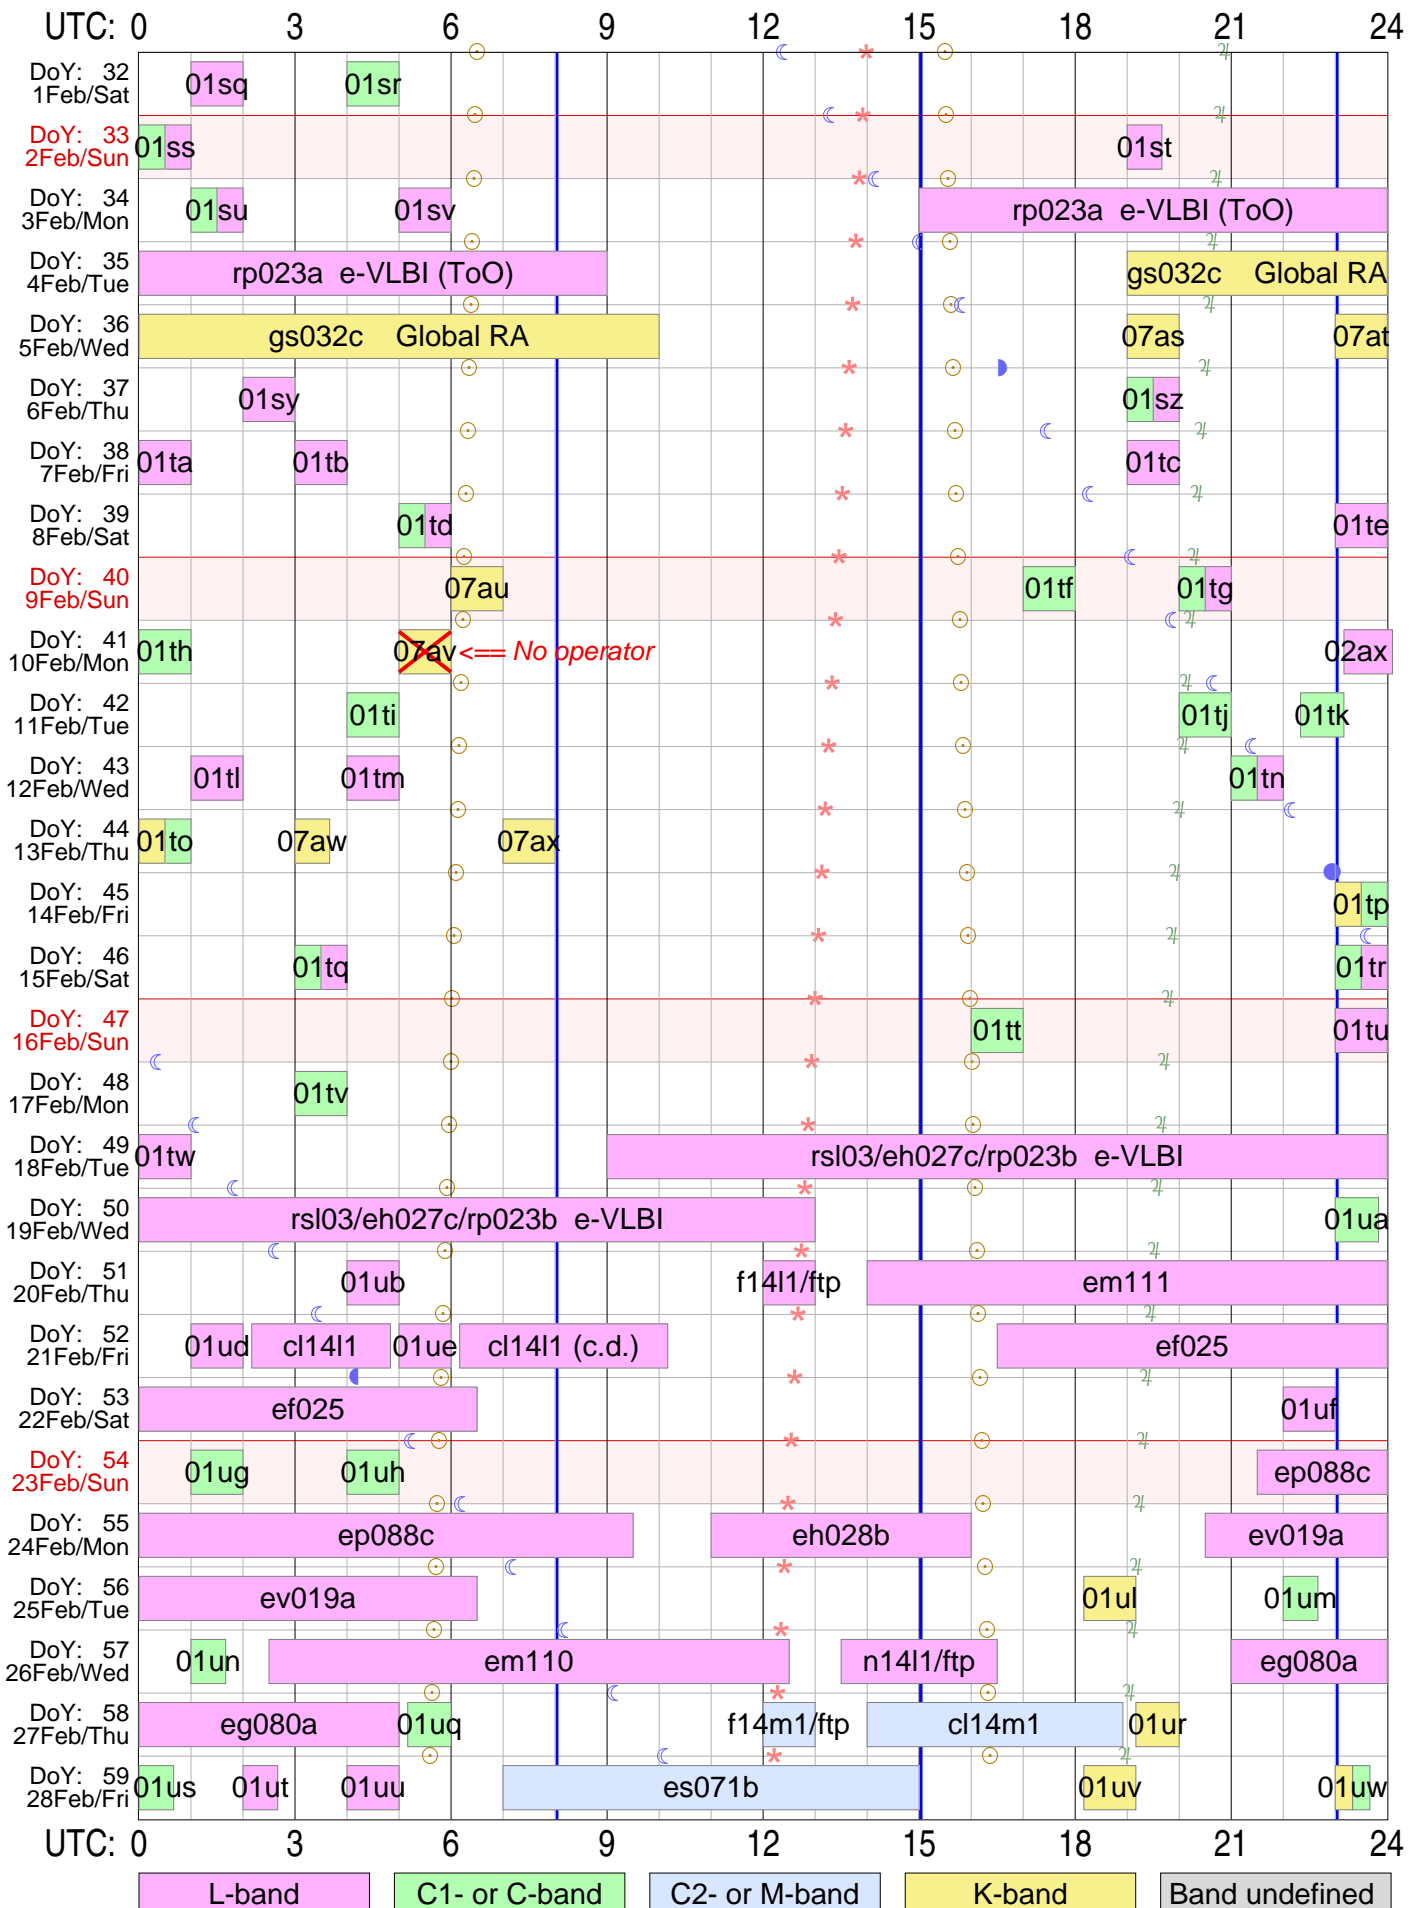 UTC: 0 3 6 9 12 15 18 21 24
DoY: 32
1Feb/Sat
01sq 01sr
DoY: 33
2Feb/Sun
01ss 01st
DoY: 34
3Feb/Mon
01su 01sv rp023a e-VLBI (ToO)
DoY: 35
4Feb/Tue
rp023a e-VLBI (ToO) gs032c Global RA
DoY: 36
5Feb/Wed
gs032c Global RA 07as 07at
DoY: 37
6Feb/Thu
01sy 01sz
DoY: 38
7Feb/Fri
01ta 01tb 01tc
DoY: 39
8Feb/Sat
01td 01te
DoY: 40
9Feb/Sun
07au 01tf 01tg
DoY: 41
10Feb/Mon
01th 07av <== No operator 02ax
DoY: 42
11Feb/Tue
01ti 01tj 01tk
DoY: 43
12Feb/Wed
01tl 01tm 01tn
DoY: 44
13Feb/Thu
01to 07aw 07ax
DoY: 45
14Feb/Fri
01tp
DoY: 46
15Feb/Sat
01tq 01tr
DoY: 47
16Feb/Sun
01tt 01tu
DoY: 48
17Feb/Mon
01tv
DoY: 49
18Feb/Tue
01tw rsl03/eh027c/rp023b e-VLBI
DoY: 50
19Feb/Wed
rsl03/eh027c/rp023b e-VLBI 01ua
DoY: 51
20Feb/Thu
01ub f14l1/ftp em111
DoY: 52
21Feb/Fri
01ud cl14l1 01ue cl14l1 (c.d.) ef025
DoY: 53
22Feb/Sat
ef025 01uf
DoY: 54
23Feb/Sun
01ug 01uh ep088c
DoY: 55
24Feb/Mon
ep088c eh028b ev019a
DoY: 56
25Feb/Tue
ev019a 01ul 01um
DoY: 57
26Feb/Wed
01un em110 n14l1/ftp eg080a
DoY: 58
27Feb/Thu
eg080a 01uq f14m1/ftp cl14m1 01ur
DoY: 59
28Feb/Fri
01us 01ut 01uu es071b 01uv 01uw
UTC: 0 3 6 9 12 15 18 21 24
L-band C1- or C-band C2- or M-band K-band Band undefined